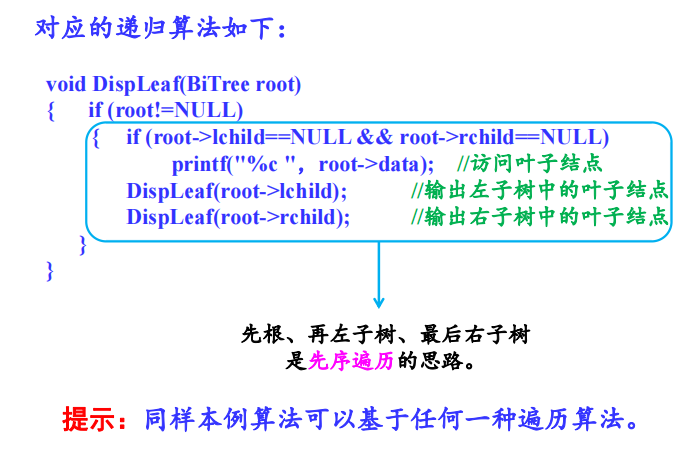 对应的递归算法如下：
void DispLeaf(BiTree root)
{ if (root!=NULL)
{ if (root->lchild==NULL && root->rchild==NULL)
printf("%c ", root->data); //访问叶子结点
DispLeaf(root->lchild); //输出左子树中的叶子结点
DispLeaf(root->rchild); //输出右子树中的叶子结点
}
}
先根、再左子树、最后右子树
是先序遍历的思路。
提示：同样本例算法可以基于任何一种遍历算法。